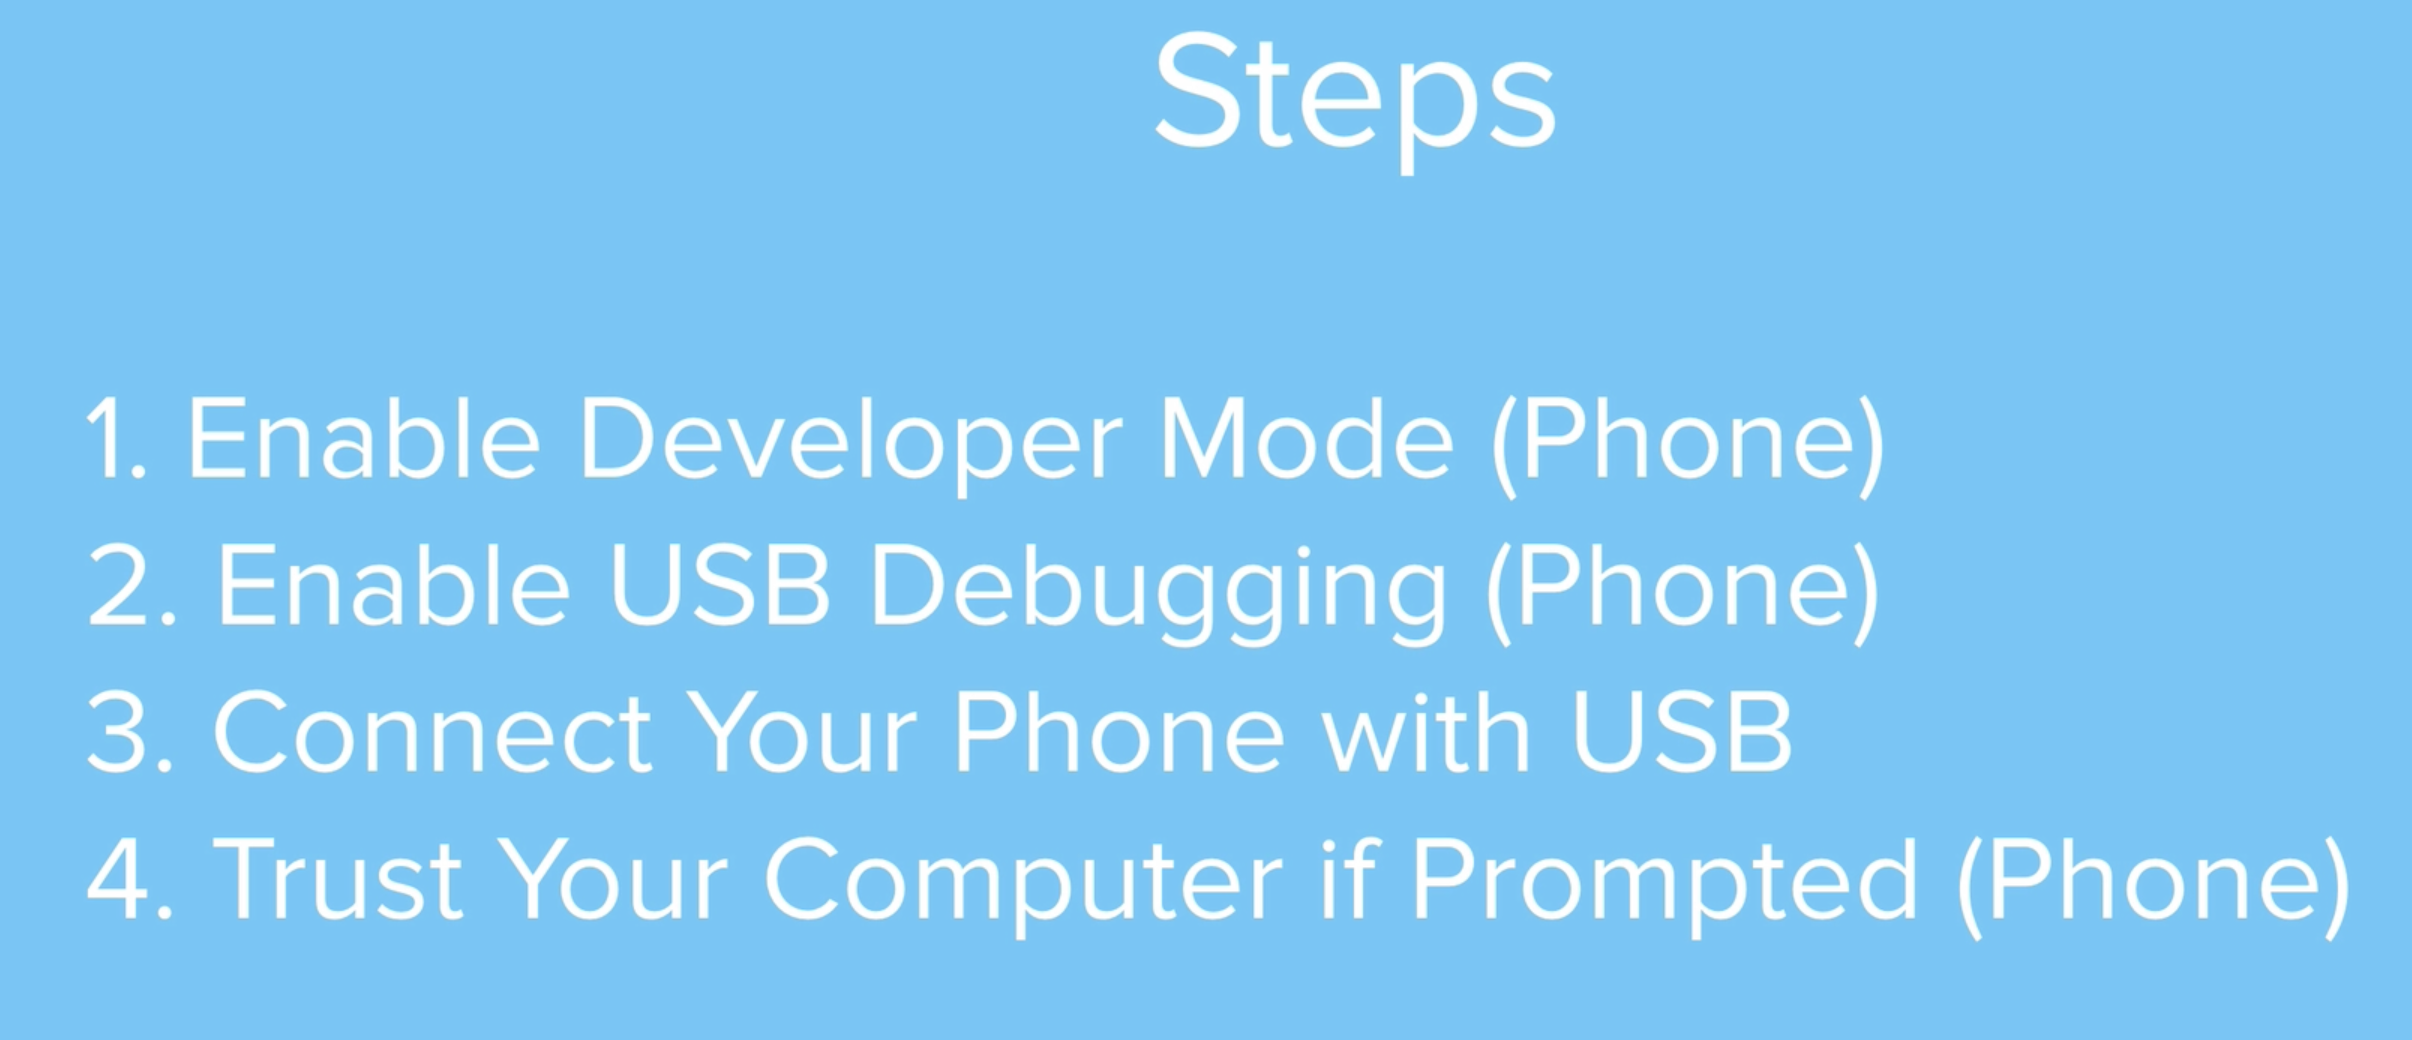 Steps
1. Enable Developer Mode (Phone)
2. Enable USB Debugging (Phone)
3. Connect Your Phone with USB
4. Trust Your Computer if Prompted (Phone)